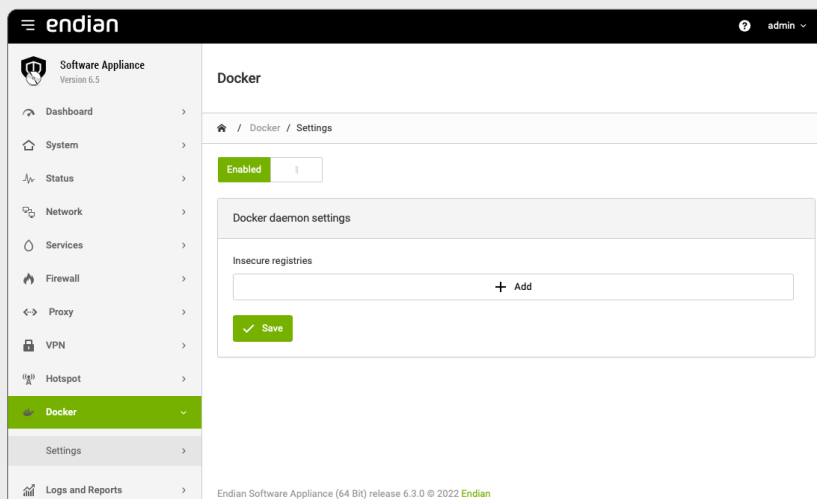 endian
admin
Software Appliance
Version 6.5
Dashboard
System
Status
Network
Services
Firewall
Proxy
VPN
Hotspot
Docker
Settings
Logs and Reports
Docker
/ Docker / Settings
Enabled
Docker daemon settings
Insecure registries
+ Add
Save
Endian Software Appliance (64 Bit) release 6.3.0 © 2022 Endian